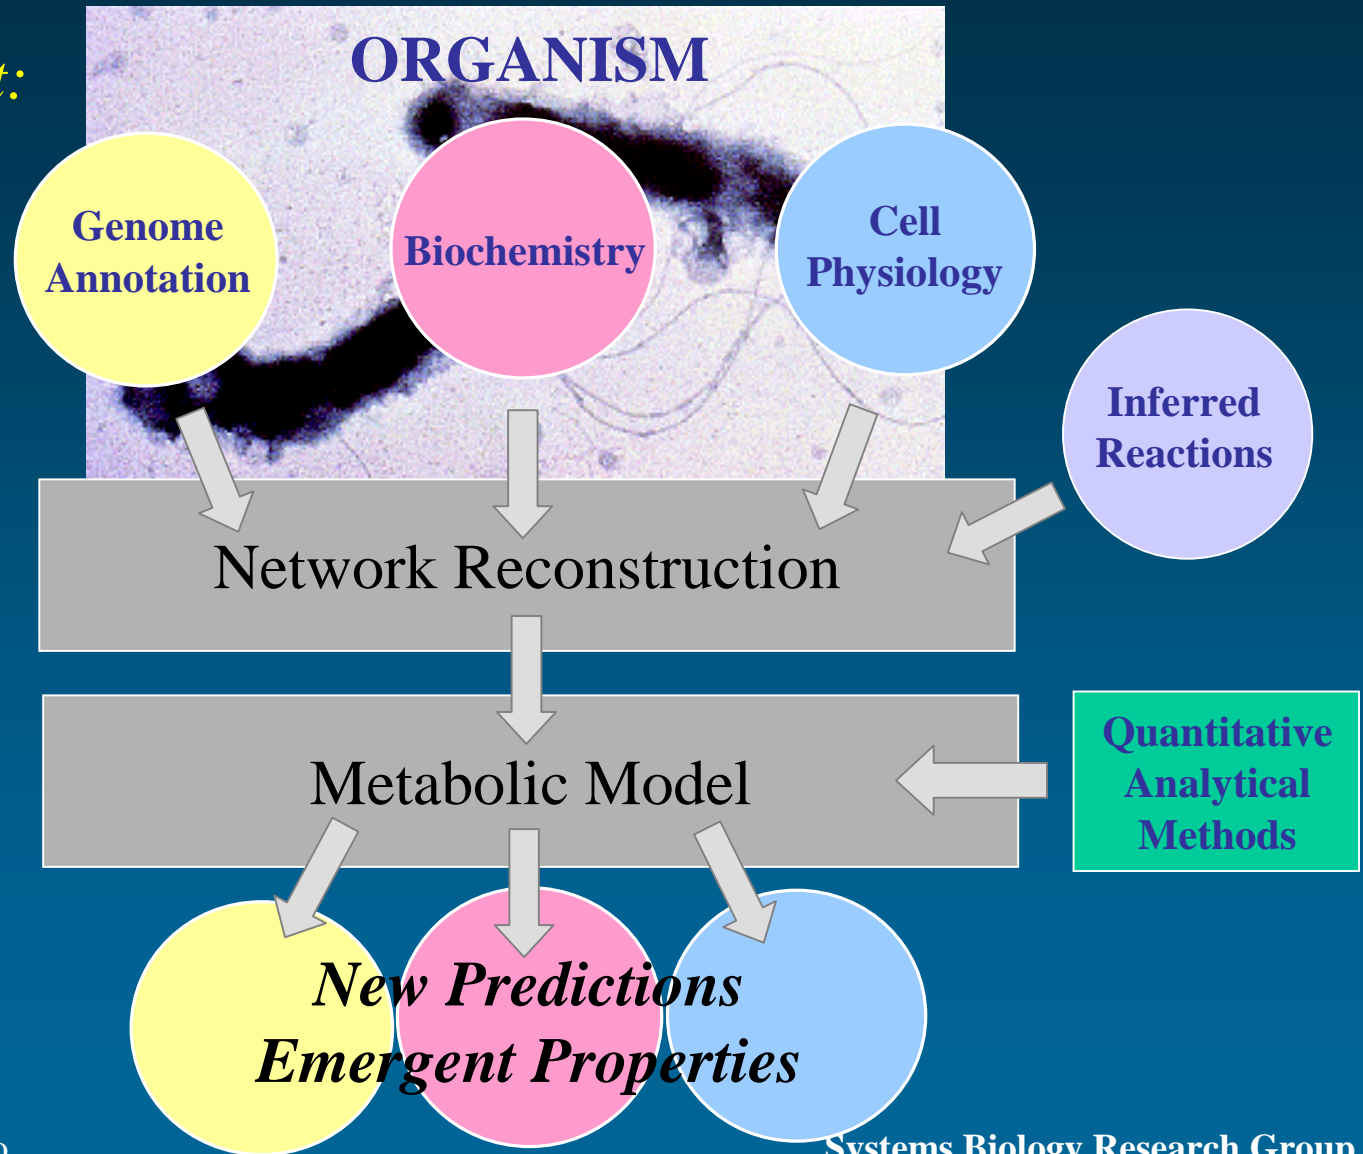 t:
ORGANISM
Genome
Annotation
Biochemistry
Cell
Physiology
Inferred
Reactions
Network Reconstruction
Metabolic Model
Quantitative
Analytical
Methods
New Predictions
Emergent Properties
Systems Biology Research Group